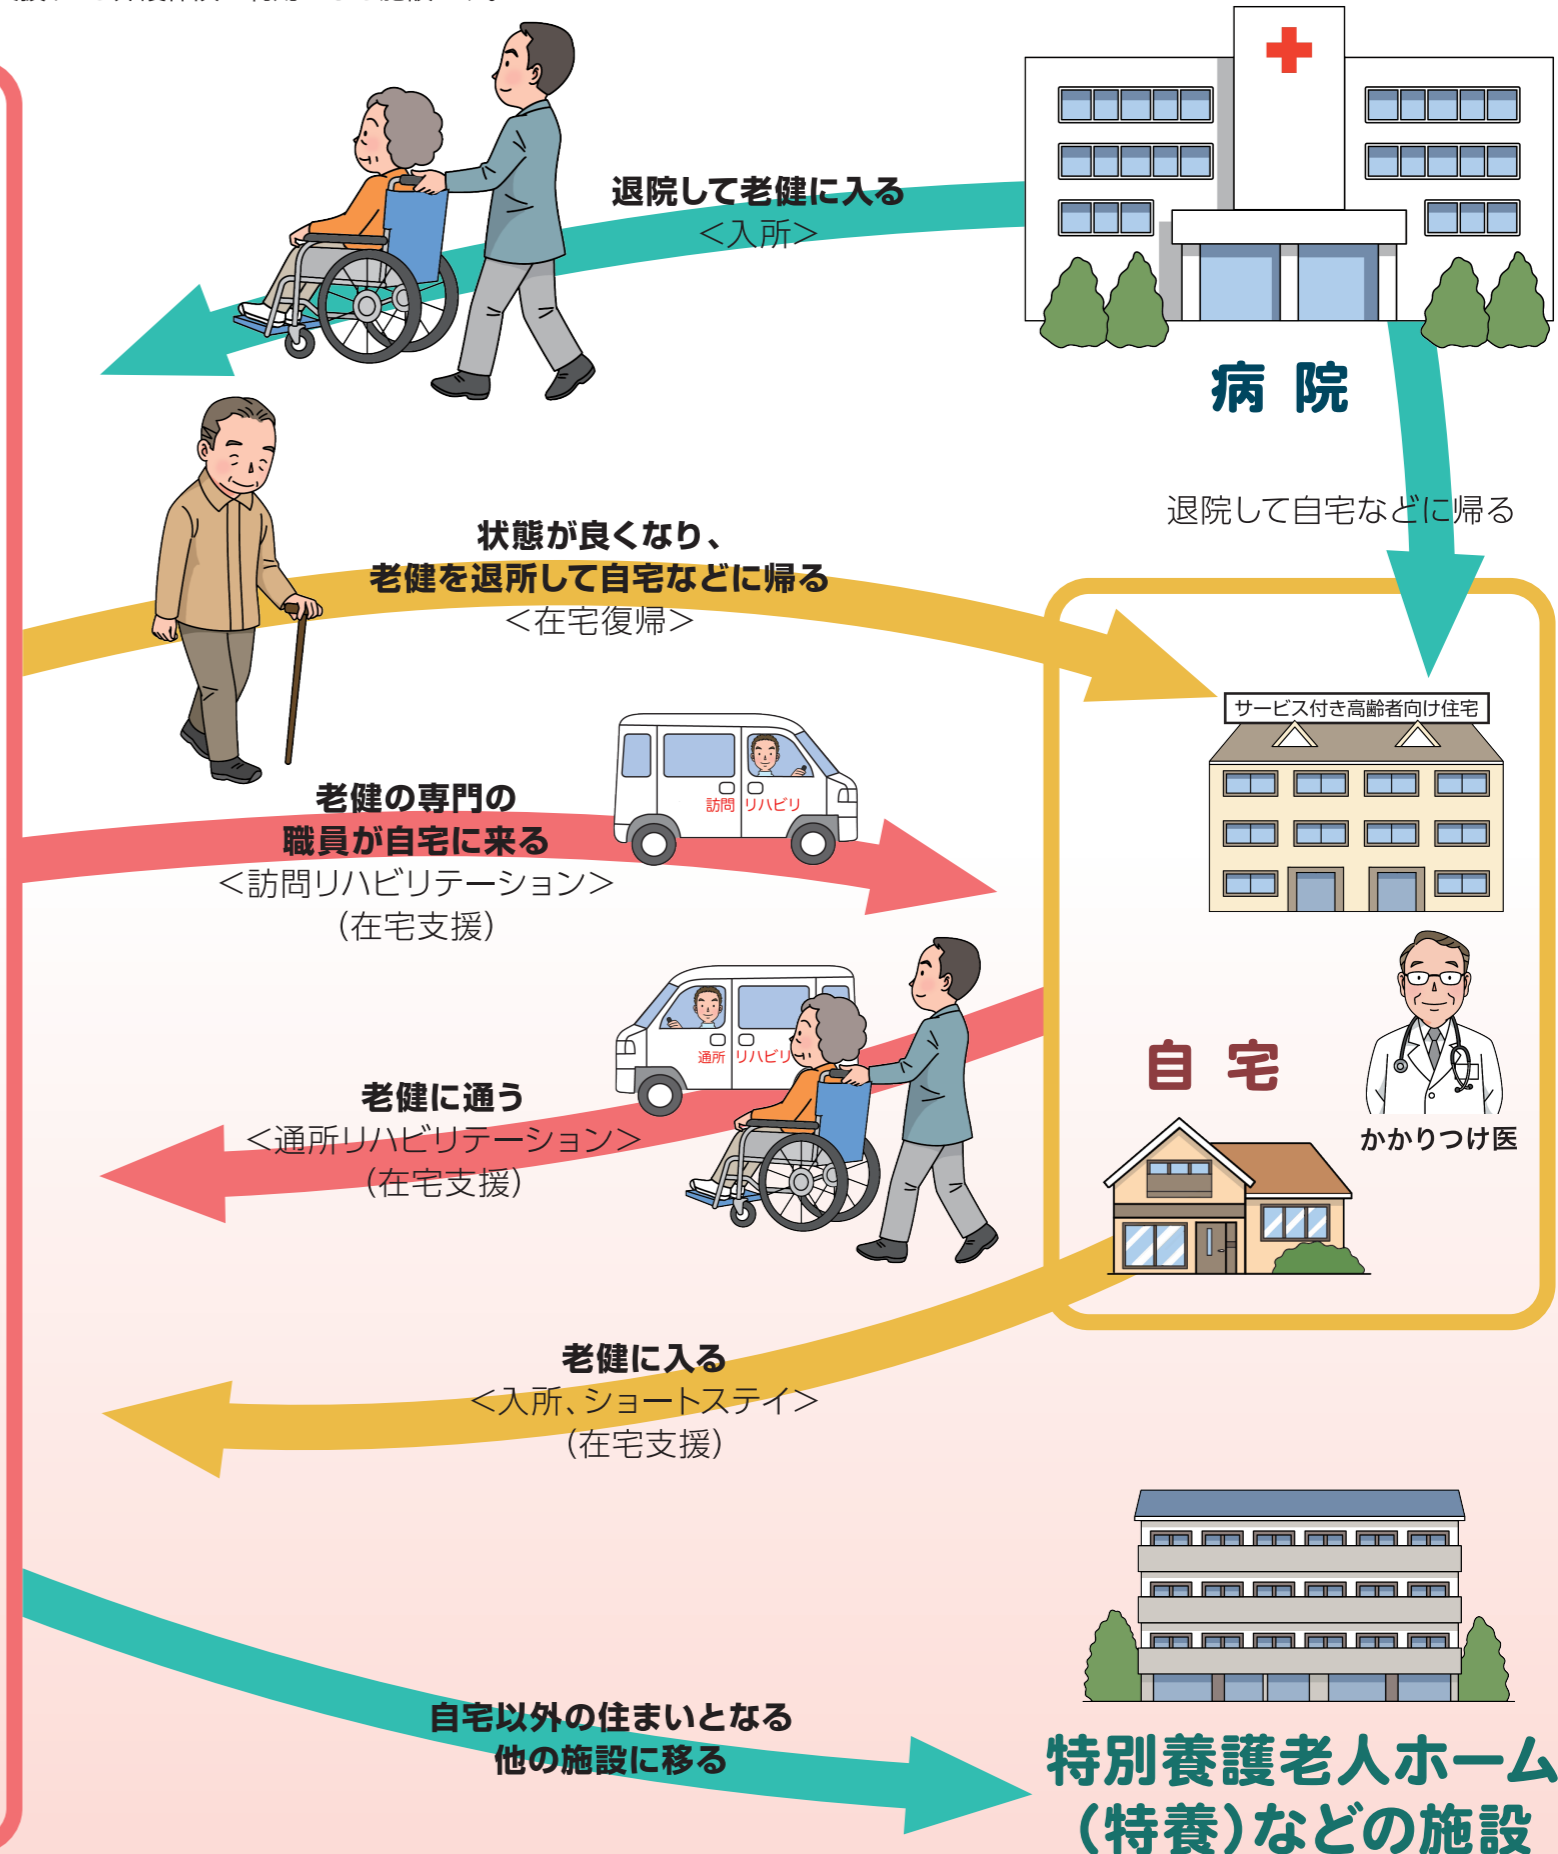 退院して老健に入る
＜入所＞
病院
退院して自宅などに帰る
状態が良くなり、
老健を退所して自宅などに帰る
＜在宅復帰＞
サービス付き高齢者向け住宅
訪問 リハビリ
老健の専門の
職員が自宅に来る
＜訪問リハビリテーション＞
（在宅支援）
通所 リハビリ
自宅
かかりつけ医
老健に通う
＜通所リハビリテーション＞
（在宅支援）
老健に入る
＜入所、ショートステイ＞
（在宅支援）
自宅以外の住まいとなる
他の施設に移る
特別養護老人ホーム
（特養）などの施設